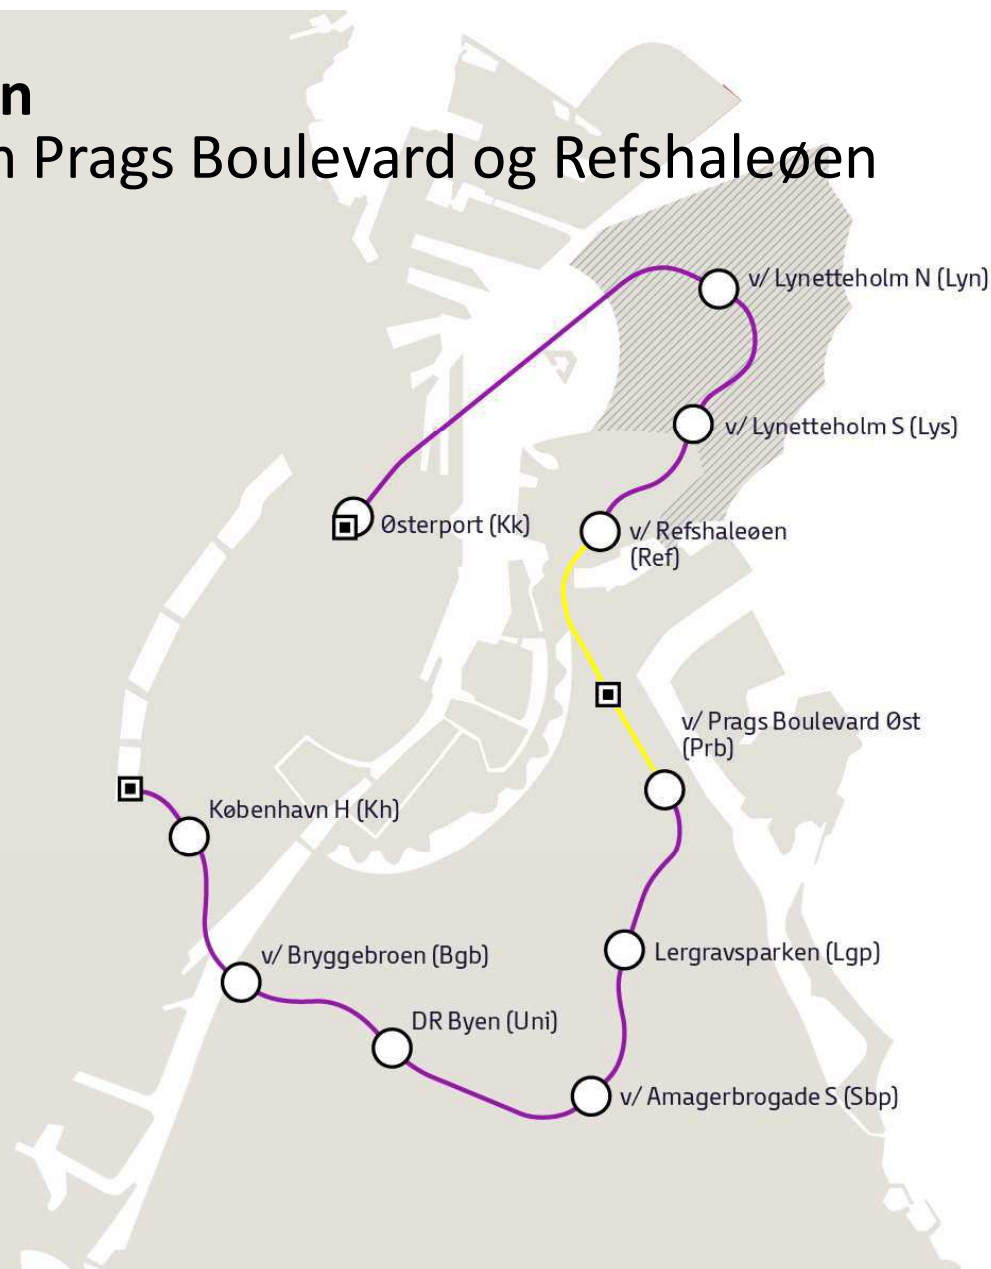 n
n Prags Boulevard og Refshaleøen
v/ Lynetteholm N (Lyn)
v/ Lynetteholm S (Lys)
Østerport (Kk)
v/ Refshaleøen
(Ref)
v/ Prags Boulevard Øst
(Prb)
København H (Kh)
v/ Bryggebroen (Bgb)
Lergravsparken (Lgp)
DR Byen (Uni)
v/ Amagerbrogade S (Sbp)